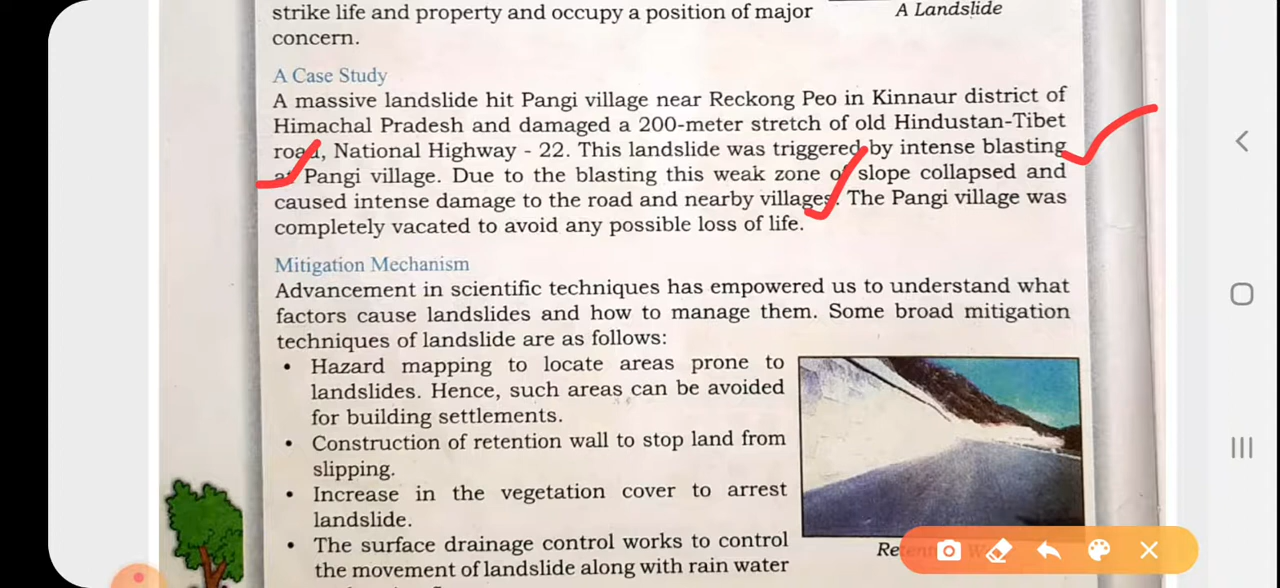 strike life and property and occupy a position of major
concern.
A Landslide
A Case Study
A massive landslide hit Pangi village near Reckong Peo in Kinnaur district of
Himachal Pradesh and damaged a 200-meter stretch of old Hindustan-Tibet
road, National Highway - 22. This landslide was triggered by intense blasting
at Pangi village. Due to the blasting this weak zone of slope collapsed and
caused intense damage to the road and nearby villages. The Pangi village was
completely vacated to avoid any possible loss of life.
Mitigation Mechanism
Advancement in scientific techniques has empowered us to understand what
factors cause landslides and how to manage them. Some broad mitigation
techniques of landslide are as follows:
• Hazard mapping to locate areas prone to
landslides. Hence, such areas can be avoided
for building settlements.
• Construction of retention wall to stop land from
slipping.
• Increase in the vegetation cover to arrest
landslide.
• The surface drainage control works to control
the movement of landslide along with rain water